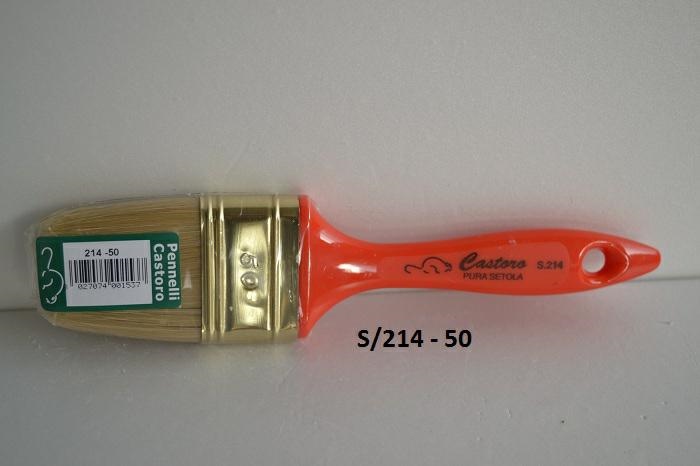 214 -50
027074 001537
Pennelli
Castoro
50
Castoro
PURA SETOLA
S.214
S/214 - 50